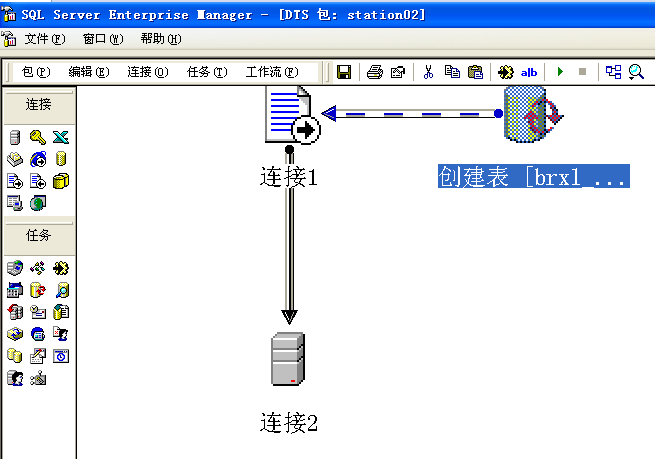 SQL Server Enterprise Manager - [DTS 包: station02]
文件(F) 窗口(W) 帮助(H)
包(P) 编辑(E) 连接(O) 任务(T) 工作流(F)
a|b
连接
连接1
创建表 [brxl_...
任务
连接2